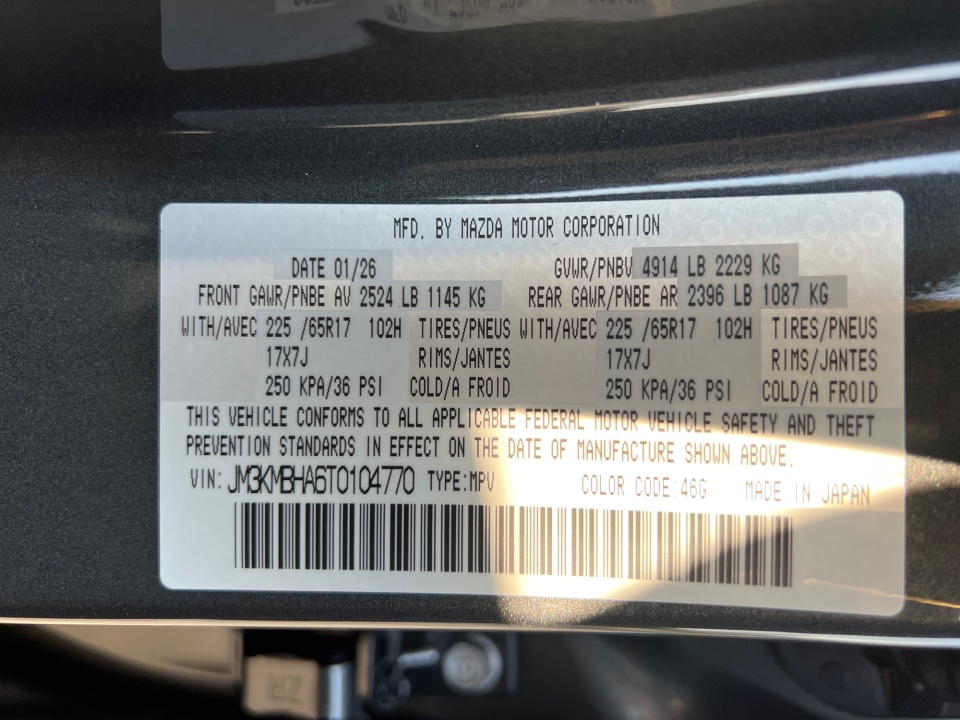 MFD. BY MAZDA MOTOR CORPORATION
DATE 01/26 GVWR/PNBV 4914 LB 2229 KG
FRONT GAWR/PNBE AV 2524 LB 1145 KG REAR GAWR/PNBE AR 2396 LB 1087 KG
WITH/AVEC 225 /65R17 102H TIRES/PNEUS WITH/AVEC 225 /65R17 102H TIRES/PNEUS
17X7J RIMS/JANTES 17X7J RIMS/JANTES
250 KPA/36 PSI COLD/A FROID 250 KPA/36 PSI COLD/A FROID
THIS VEHICLE CONFORMS TO ALL APPLICABLE FEDERAL MOTOR VEHICLE SAFETY AND THEFT
PREVENTION STANDARDS IN EFFECT ON THE DATE OF MANUFACTURE SHOWN ABOVE.
VIN: JM3KMBHA6T0104770 TYPE:MPV COLOR CODE:46G MADE IN JAPAN